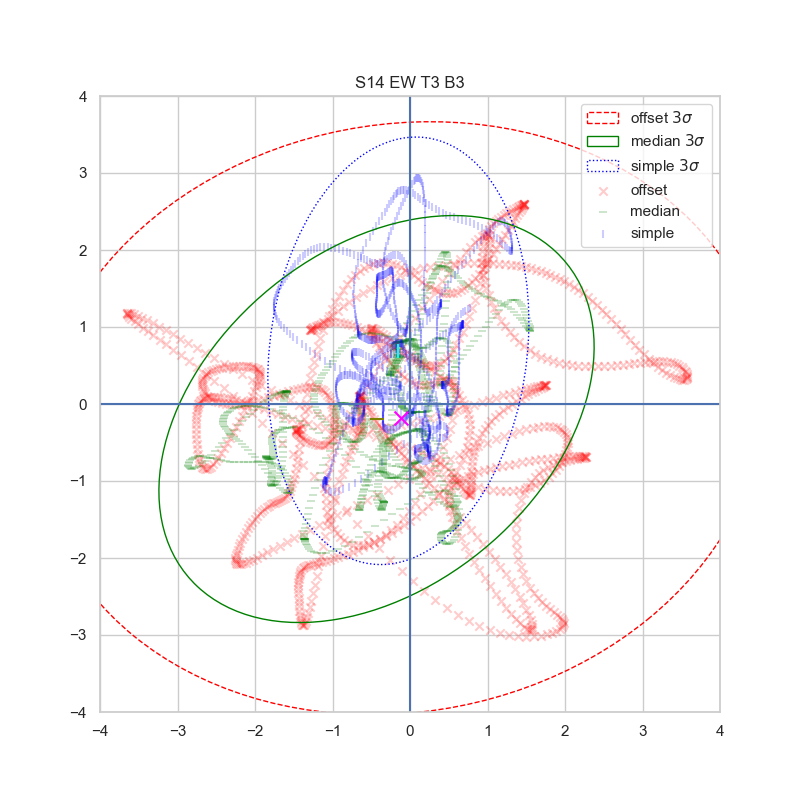 S14 EW T3 B3
4
3
2
1
0
−1
−2
−3
−4
−4
−3
−2
−1
0
1
2
3
4
offset 3σ
median 3σ
simple 3σ
offset
median
simple